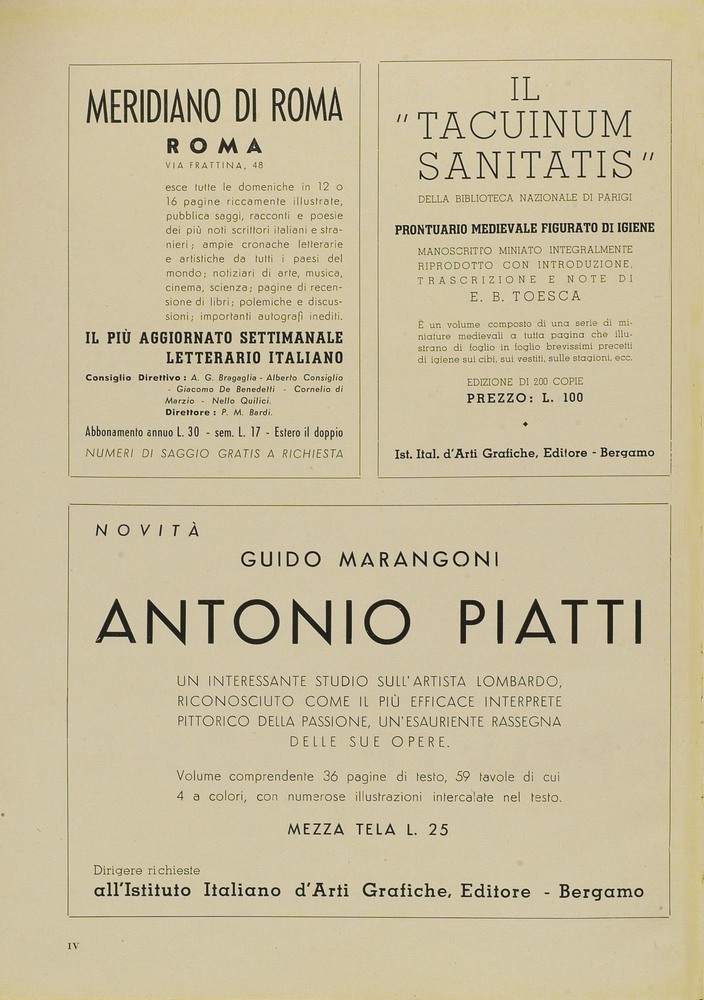 MERIDIANO DI ROMA
ROMA
VIA FRATTINA, 48
esce tutte le domeniche in 12 o
16 pagine riccamente illustrate,
pubblica saggi, racconti e poesie
dei più noti scrittori italiani e stra-
nieri; ampie cronache letterarie
e artistiche da tutti i paesi del
mondo; notiziari di arte, musica,
cinema, scienza; pagine di recen-
sione di libri; polemiche e discus-
sioni; importanti autografi inediti.
IL PIÙ AGGIORNATO SETTIMANALE
LETTERARIO ITALIANO
Consiglio Direttivo: A. G. Bragaglia - Alberto Consiglio
- Giacomo De Benedetti - Cornelio di
Marzio - Nello Quilici.
Direttore: P. M. Bardi.
Abbonamento annuo L. 30 - sem. L. 17 - Estero il doppio
NUMERI DI SAGGIO GRATIS A RICHIESTA
IL
"TACUINUM
SANITATIS"
DELLA BIBLIOTECA NAZIONALE DI PARIGI
PRONTUARIO MEDIEVALE FIGURATO DI IGIENE
MANOSCRITTO MINIATO INTEGRALMENTE
RIPRODOTTO CON INTRODUZIONE,
TRASCRIZIONE E NOTE DI
E. B. TOESCA
È un volume composto di una serie di mi-
niature medievali a tutta pagina che illu-
strano di foglio in foglio brevissimi precetti
di igiene sui cibi, sui vestiti, sulle stagioni, ecc.
EDIZIONE DI 200 COPIE
PREZZO: L. 100
Ist. Ital. d'Arti Grafiche, Editore - Bergamo
NOVITÀ
GUIDO MARANGONI
ANTONIO PIATTI
UN INTERESSANTE STUDIO SULL'ARTISTA LOMBARDO,
RICONOSCIUTO COME IL PIÙ EFFICACE INTERPRETE
PITTORICO DELLA PASSIONE, UN'ESAURIENTE RASSEGNA
DELLE SUE OPERE.
Volume comprendente 36 pagine di testo, 59 tavole di cui
4 a colori, con numerose illustrazioni intercalate nel testo.
MEZZA TELA L. 25
Dirigere richieste
all'Istituto Italiano d'Arti Grafiche, Editore - Bergamo
IV